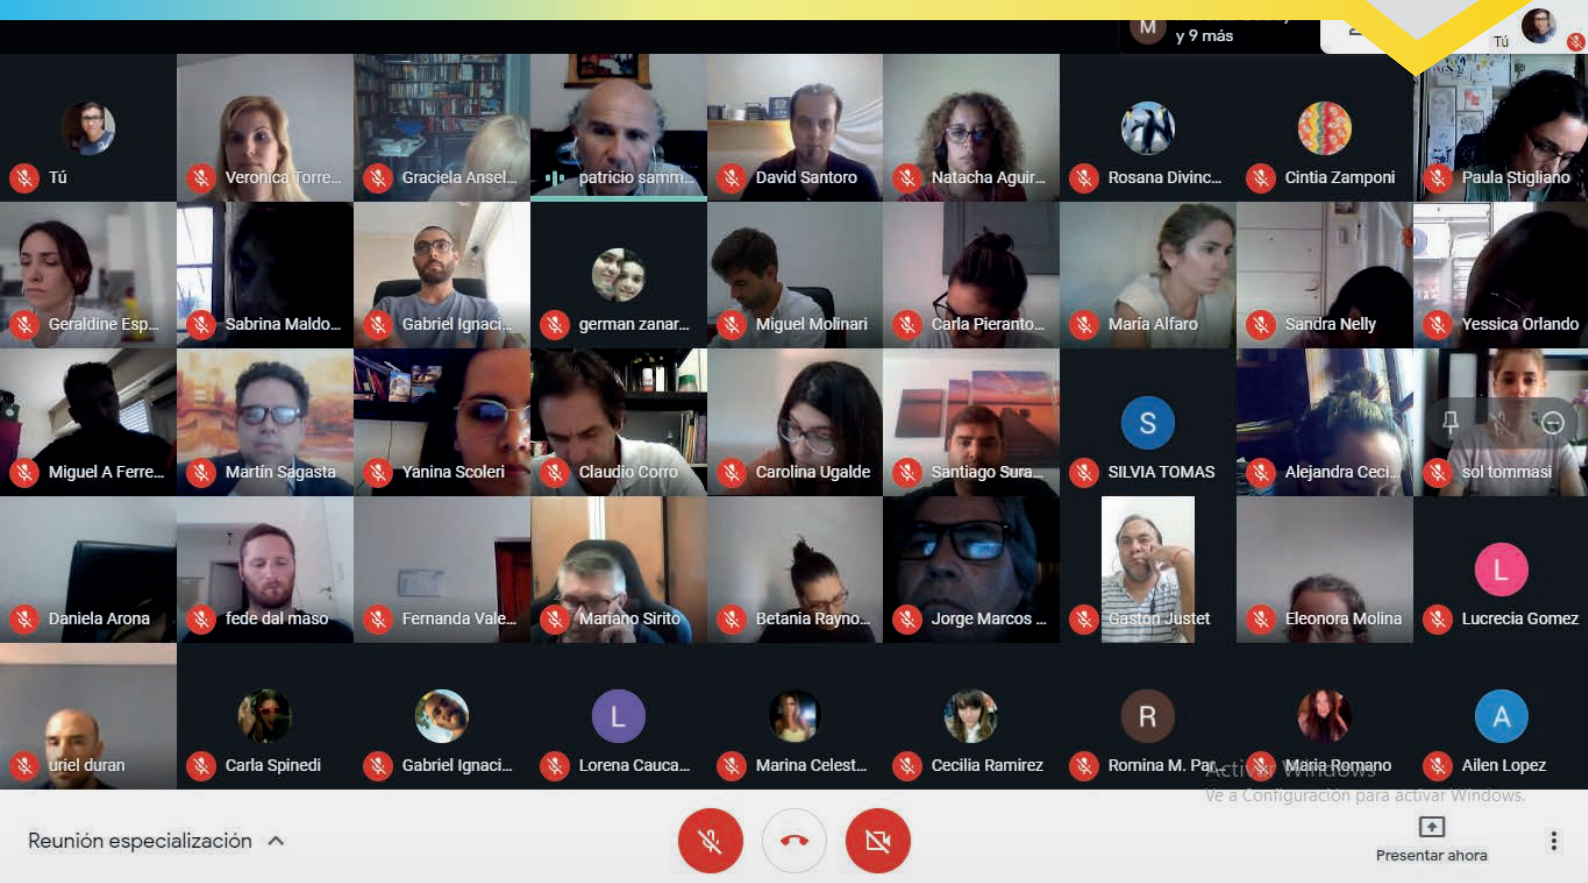 M
y 9 más
Tú
Tú
Veronica Torre...
Graciela Ansel...
patricio samm...
David Santoro
Natacha Aguir...
Rosana Divinc...
Cintia Zamponi
Paula Stigliano
Geraldine Esp...
Sabrina Maldo...
Gabriel Ignaci...
german zanar...
Miguel Molinari
Carla Pieranto...
María Alfaro
Sandra Nelly
Yessica Orlando
Miguel A Ferre...
Martín Sagasta
Yanina Scoleri
Claudio Corro
Carolina Ugalde
Santiago Sura...
S
SILVIA TOMAS
Alejandra Ceci...
sol tommasi
Daniela Arona
fede dal maso
Fernanda Vale...
Mariano Sirito
Betania Rayno...
Jorge Marcos ...
Gaston Justet
Eleonora Molina
L
Lucrecia Gomez
uriel duran
Carla Spinedi
Gabriel Ignaci...
L
Lorena Cauca...
Marina Celest...
Cecilia Ramirez
R
Romina M. Par...
Maria Romano
A
Ailen Lopez
Activar Windows
Ve a Configuración para activar Windows.
Reunión especialización
Presentar ahora